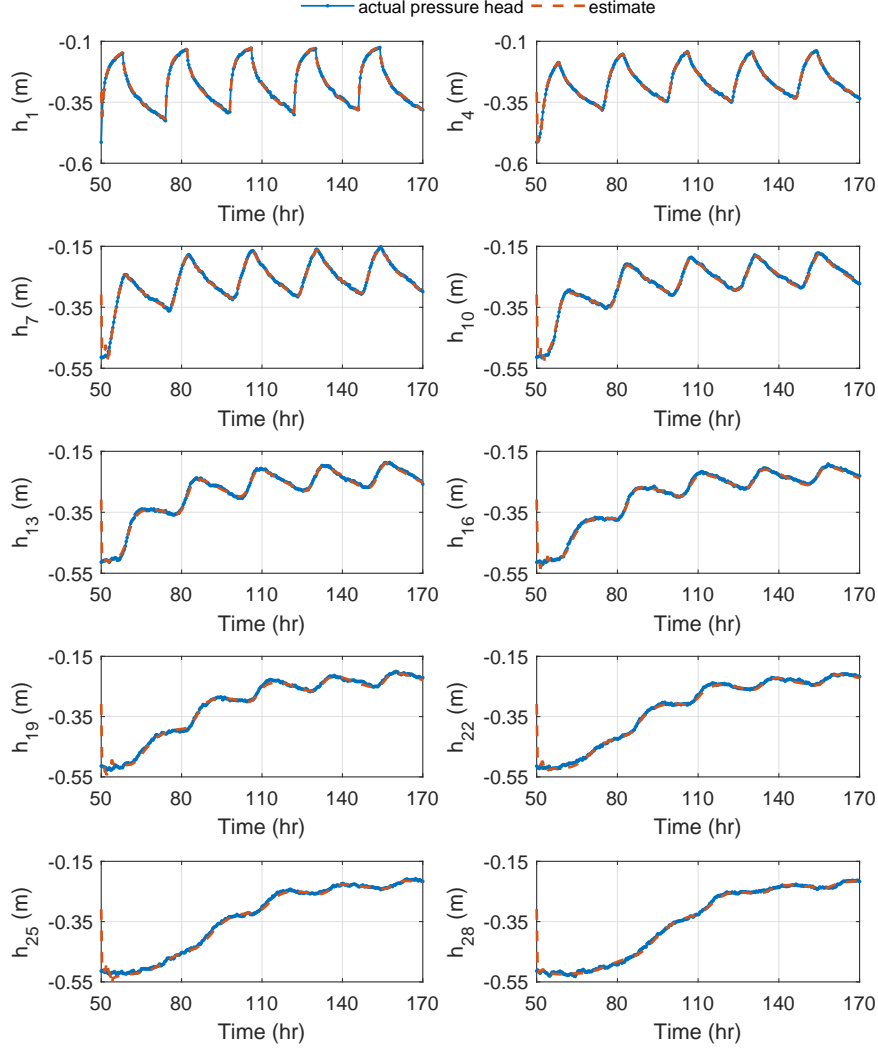 actual pressure head estimate
-0.1 -0.1
-0.35 -0.35
-0.6 -0.6
h1 (m) h4 (m)
50 80 110 140 170 50 80 110 140 170
Time (hr) Time (hr)
-0.15 -0.15
-0.35 -0.35
-0.55 -0.55
h7 (m) h10 (m)
50 80 110 140 170 50 80 110 140 170
Time (hr) Time (hr)
-0.15 -0.15
-0.35 -0.35
-0.55 -0.55
h13 (m) h16 (m)
50 80 110 140 170 50 80 110 140 170
Time (hr) Time (hr)
-0.15 -0.15
-0.35 -0.35
-0.55 -0.55
h19 (m) h22 (m)
50 80 110 140 170 50 80 110 140 170
Time (hr) Time (hr)
-0.15 -0.15
-0.35 -0.35
-0.55 -0.55
h25 (m) h28 (m)
50 80 110 140 170 50 80 110 140 170
Time (hr) Time (hr)